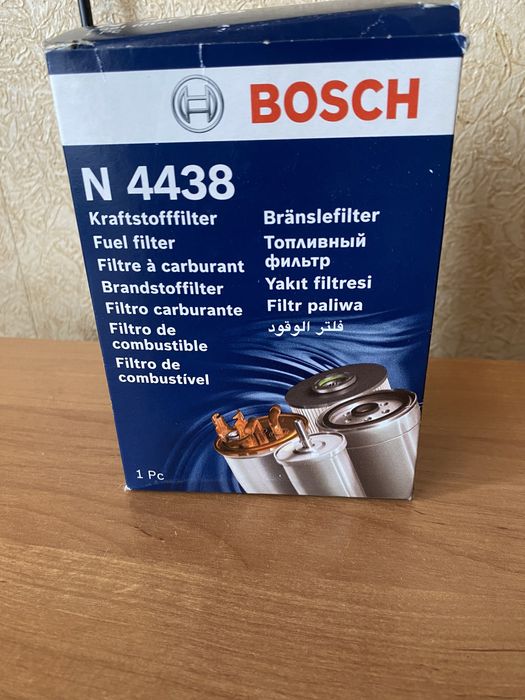 BOSCH
N 4438
Kraftstofffilter
Fuel filter
Filtre à carburant
Brandstoffilter
Filtro carburante
Filtro de
combustible
Filtro de
combustível
Bränslefilter
Топливный
фильтр
Yakıt filtresi
Filtr paliwa
فلتر الوقود
1 Pc